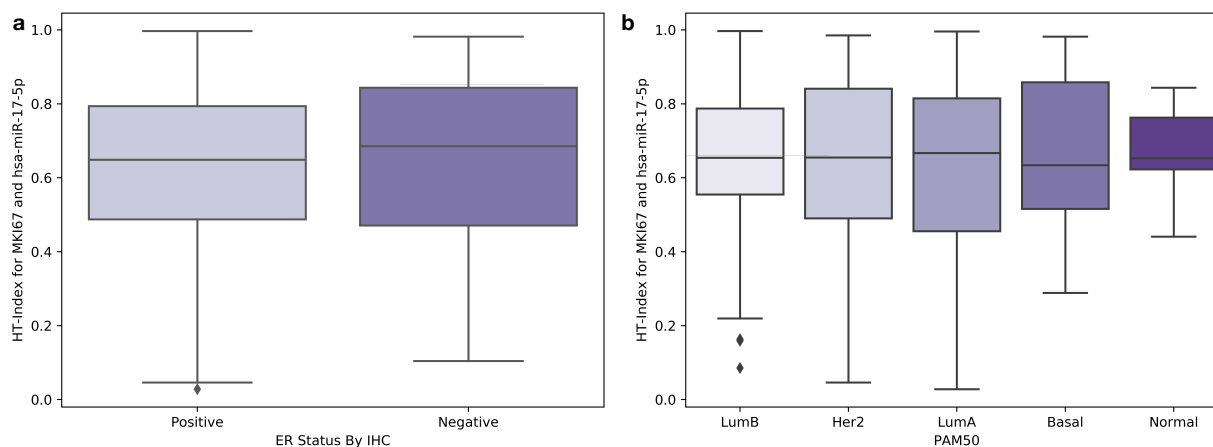 a
HT-Index for MKI67 and hsa-miR-17-5p
1.0
0.8
0.6
0.4
0.2
0.0
Positive
Negative
ER Status By IHC
b
HT-Index for MKI67 and hsa-miR-17-5p
1.0
0.8
0.6
0.4
0.2
0.0
LumB
Her2
LumA
Basal
Normal
PAM50